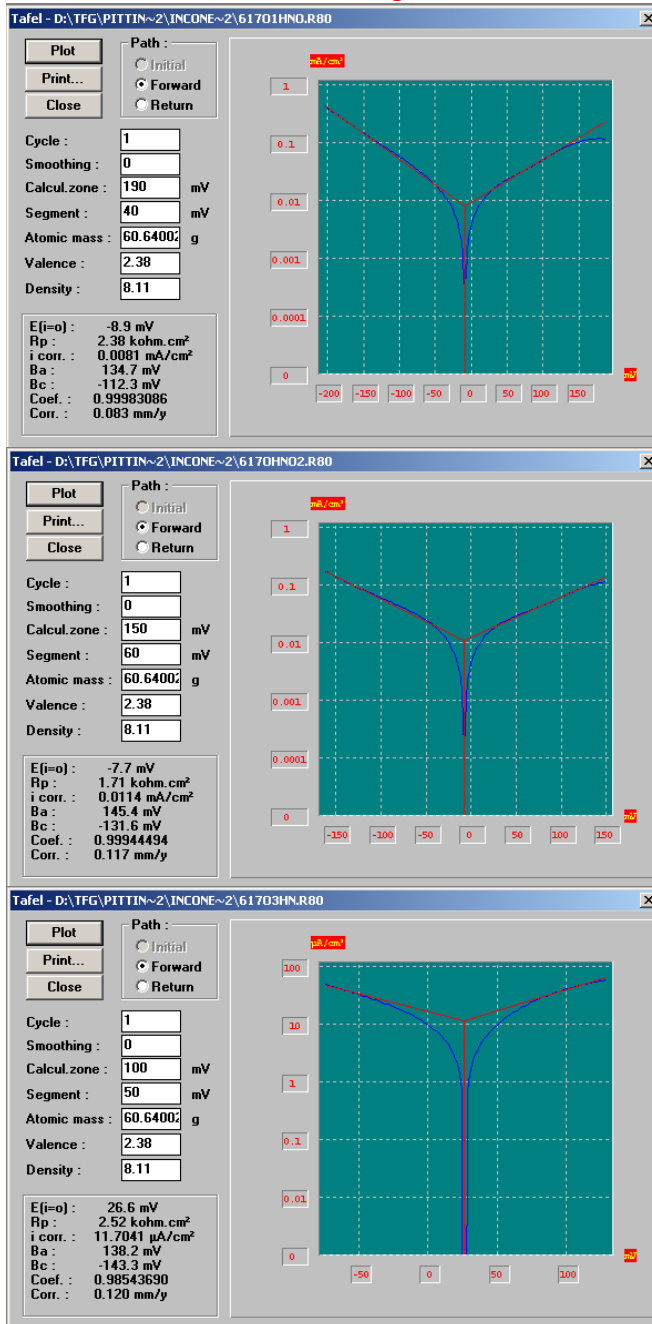 Tafel - D:\TFG\PITTIN~2\INCONE~2\61701HNO.R80
Plot
Print...
Close
Path :
Initial
Forward
Return
Cycle : 1
Smoothing : 0
Calcul.zone : 190 mV
Segment : 40 mV
Atomic mass : 60.64002 g
Valence : 2.38
Density : 8.11
E(i=o) : -8.9 mV
Rp : 2.38 kohm.cm²
i corr. : 0.0081 mA/cm²
Ba : 134.7 mV
Bc : -112.3 mV
Coef. : 0.99983086
Corr. : 0.083 mm/y
mA/cm²
1
0.1
0.01
0.001
0.0001
0
-200 -150 -100 -50 0 50 100 150
mV
Tafel - D:\TFG\PITTIN~2\INCONE~2\617OHNO2.R80
Plot
Print...
Close
Path :
Initial
Forward
Return
Cycle : 1
Smoothing : 0
Calcul.zone : 150 mV
Segment : 60 mV
Atomic mass : 60.64002 g
Valence : 2.38
Density : 8.11
E(i=o) : -7.7 mV
Rp : 1.71 kohm.cm²
i corr. : 0.0114 mA/cm²
Ba : 145.4 mV
Bc : -131.6 mV
Coef. : 0.99944494
Corr. : 0.117 mm/y
mA/cm²
1
0.1
0.01
0.001
0.0001
0
-150 -100 -50 0 50 100 150
mV
Tafel - D:\TFG\PITTIN~2\INCONE~2\61703HN.R80
Plot
Print...
Close
Path :
Initial
Forward
Return
Cycle : 1
Smoothing : 0
Calcul.zone : 100 mV
Segment : 50 mV
Atomic mass : 60.64002 g
Valence : 2.38
Density : 8.11
E(i=o) : 26.6 mV
Rp : 2.52 kohm.cm²
i corr. : 11.7041 µA/cm²
Ba : 138.2 mV
Bc : -143.3 mV
Coef. : 0.98543690
Corr. : 0.120 mm/y
µA/cm²
100
10
1
0.1
0.01
0
-50 0 50 100
mV